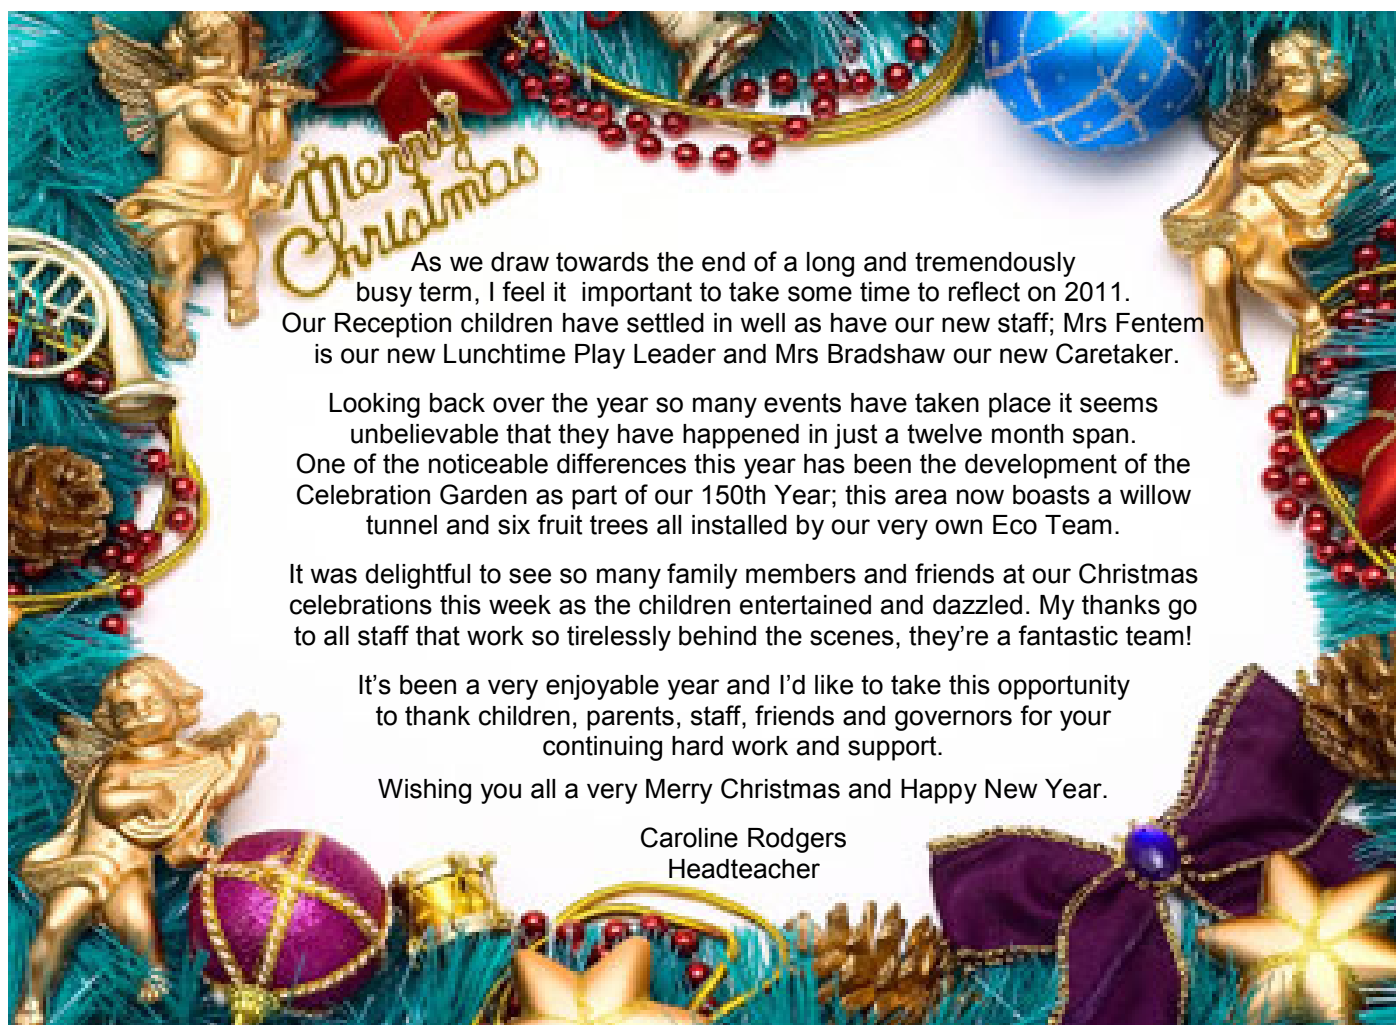 Merry
Christmas
As we draw towards the end of a long and tremendously
busy term, I feel it  important to take some time to reflect on 2011.
Our Reception children have settled in well as have our new staff; Mrs Fentem
is our new Lunchtime Play Leader and Mrs Bradshaw our new Caretaker.
Looking back over the year so many events have taken place it seems
unbelievable that they have happened in just a twelve month span.
One of the noticeable differences this year has been the development of the
Celebration Garden as part of our 150th Year; this area now boasts a willow
tunnel and six fruit trees all installed by our very own Eco Team.
It was delightful to see so many family members and friends at our Christmas
celebrations this week as the children entertained and dazzled. My thanks go
to all staff that work so tirelessly behind the scenes, they’re a fantastic team!
It’s been a very enjoyable year and I’d like to take this opportunity
to thank children, parents, staff, friends and governors for your
continuing hard work and support.
Wishing you all a very Merry Christmas and Happy New Year.
Caroline Rodgers
Headteacher